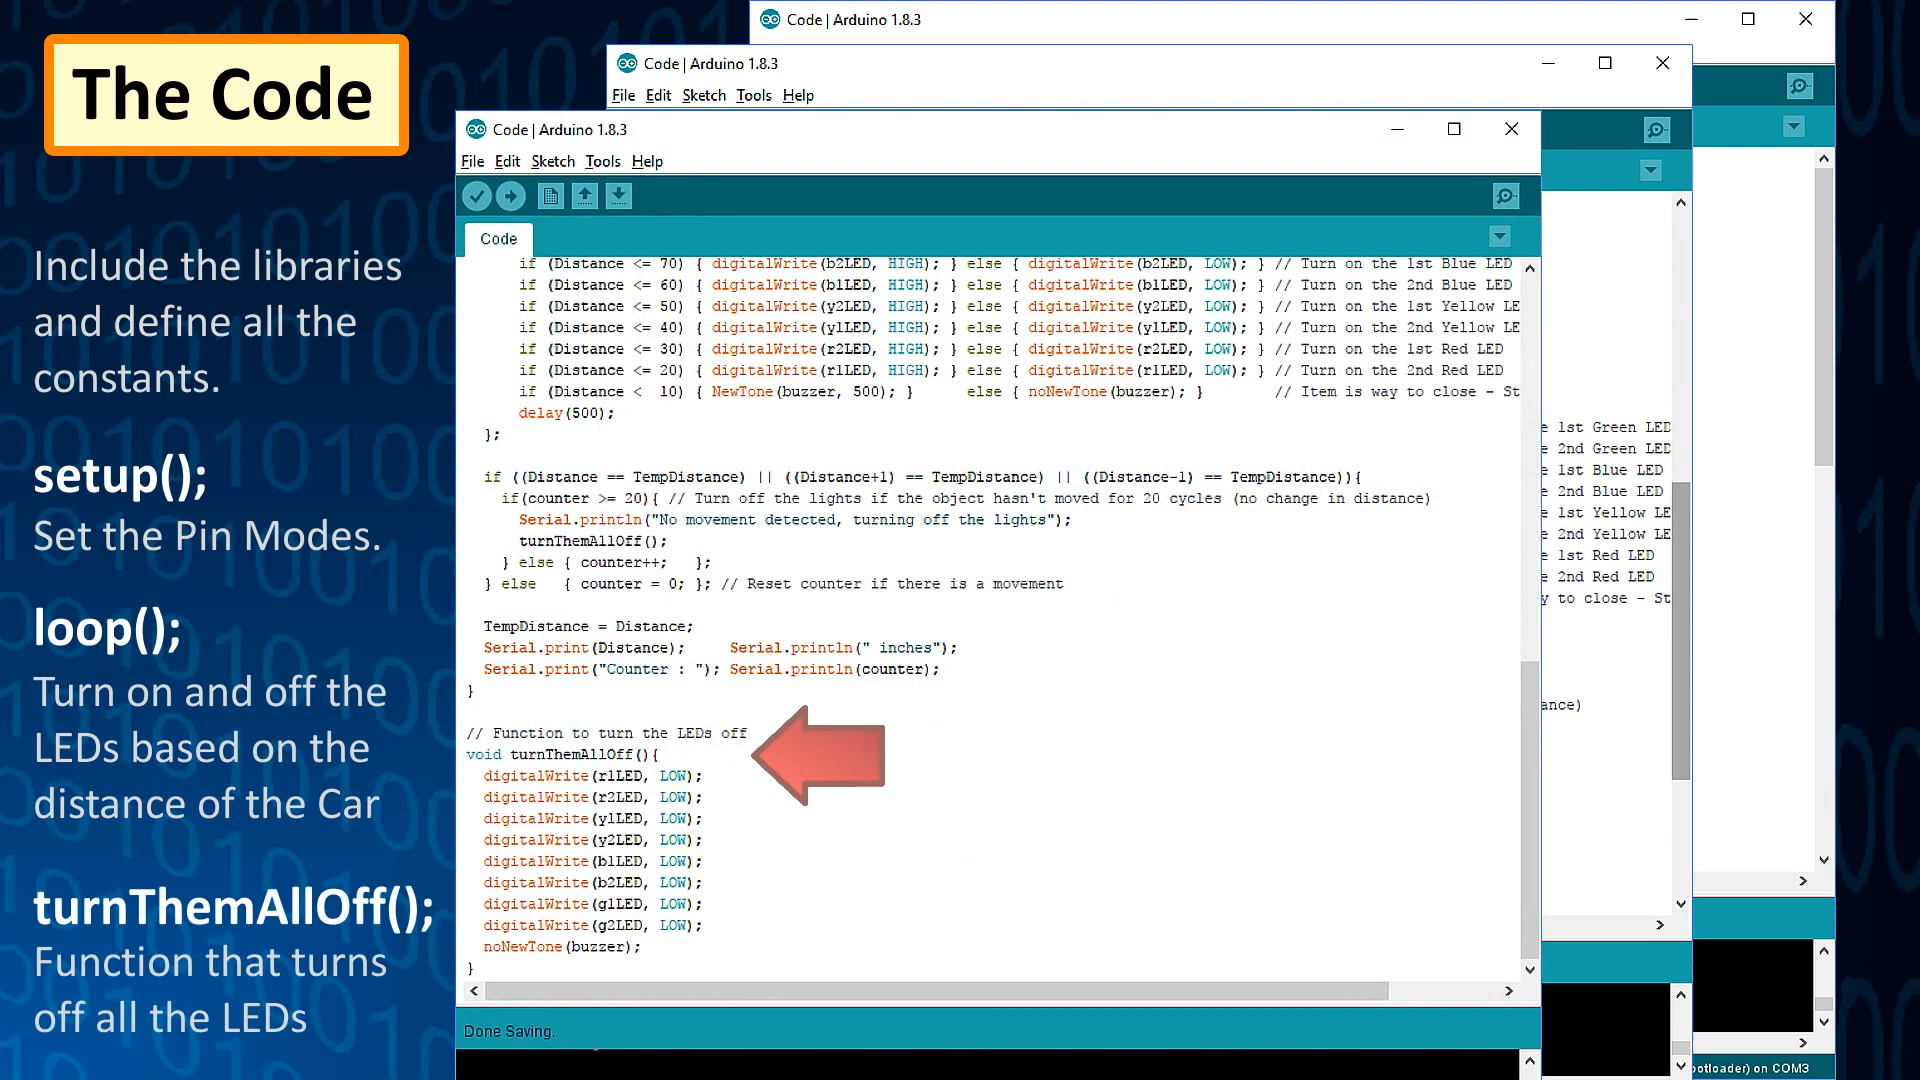 The Code
Include the libraries
and define all the
constants.
setup();
Set the Pin Modes.
loop();
Turn on and off the
LEDs based on the
distance of the Car
turnThemAllOff();
Function that turns
off all the LEDs
Code | Arduino 1.8.3
Code | Arduino 1.8.3
File Edit Sketch Tools Help
Code | Arduino 1.8.3
File Edit Sketch Tools Help
Code
if (Distance <= 70) { digitalWrite(b2LED, HIGH); } else { digitalWrite(b2LED, LOW); } // Turn on the 1st Blue LED
if (Distance <= 60) { digitalWrite(b1LED, HIGH); } else { digitalWrite(b1LED, LOW); } // Turn on the 2nd Blue LED
if (Distance <= 50) { digitalWrite(y2LED, HIGH); } else { digitalWrite(y2LED, LOW); } // Turn on the 1st Yellow LE
if (Distance <= 40) { digitalWrite(y1LED, HIGH); } else { digitalWrite(y1LED, LOW); } // Turn on the 2nd Yellow LE
if (Distance <= 30) { digitalWrite(r2LED, HIGH); } else { digitalWrite(r2LED, LOW); } // Turn on the 1st Red LED
if (Distance <= 20) { digitalWrite(r1LED, HIGH); } else { digitalWrite(r1LED, LOW); } // Turn on the 2nd Red LED
if (Distance < 10) { NewTone(buzzer, 500); } else { noNewTone(buzzer); } // Item is way to close - St
delay(500);
};
if ((Distance == TempDistance) || ((Distance+1) == TempDistance) || ((Distance-1) == TempDistance)){
if(counter >= 20){ // Turn off the lights if the object hasn't moved for 20 cycles (no change in distance)
Serial.println("No movement detected, turning off the lights");
turnThemAllOff();
} else { counter++; };
} else { counter = 0; }; // Reset counter if there is a movement
TempDistance = Distance;
Serial.print(Distance); Serial.println(" inches");
Serial.print("Counter : "); Serial.println(counter);
}
// Function to turn the LEDs off
void turnThemAllOff(){
digitalWrite(r1LED, LOW);
digitalWrite(r2LED, LOW);
digitalWrite(y1LED, LOW);
digitalWrite(y2LED, LOW);
digitalWrite(b1LED, LOW);
digitalWrite(b2LED, LOW);
digitalWrite(g1LED, LOW);
digitalWrite(g2LED, LOW);
noNewTone(buzzer);
}
Done Saving.
e 1st Green LED
e 2nd Green LED
e 1st Blue LED
e 2nd Blue LED
e 1st Yellow LE
e 2nd Yellow LE
e 1st Red LED
e 2nd Red LED
y to close - St
ance)
ootloader) on COM3